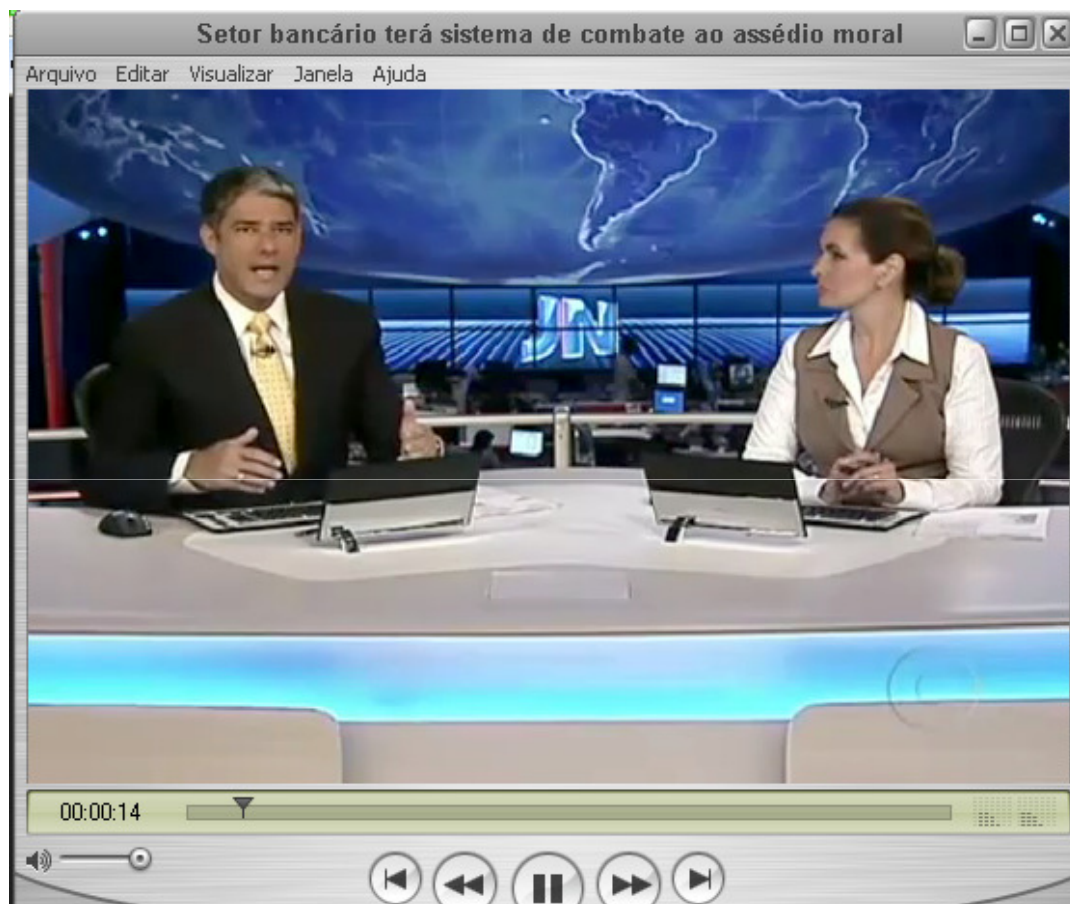 Setor bancário terá sistema de combate ao assédio moral
Arquivo Editar Visualizar Janela Ajuda
JN
00:00:14